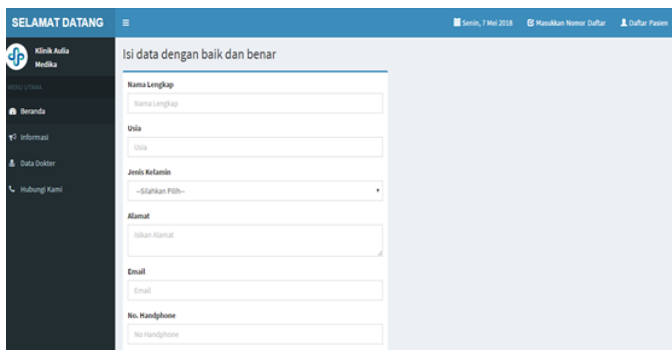 SELAMAT DATANG
Senin, 7 Mei 2018
Masukkan Nomor Daftar
Daftar Pasien
Klinik Aulia
Medika
MENU UTAMA
Beranda
Informasi
Data Dokter
Hubungi Kami
Isi data dengan baik dan benar
Nama Lengkap
Nama Lengkap
Usia
Usia
Jenis Kelamin
--Silahkan Pilih--
Alamat
Isikan Alamat
Email
Email
No. Handphone
No Handphone